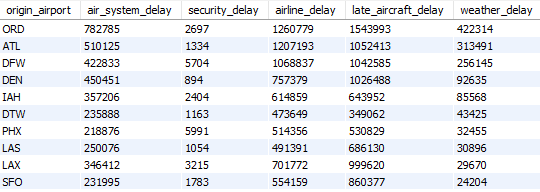 origin_airport air_system_delay security_delay airline_delay late_aircraft_delay weather_delay
ORD 782785 2697 1260779 1543993 422314
ATL 510125 1334 1207193 1052413 313491
DFW 422833 5704 1068837 1042585 256145
DEN 450451 894 757379 1026488 92635
IAH 357206 2404 614859 643952 85568
DTW 235888 1163 473649 349062 43425
PHX 218876 5991 514356 530829 32455
LAS 250076 1054 491391 686130 30896
LAX 346412 3215 701772 999620 29670
SFO 231995 1783 554159 860377 24204